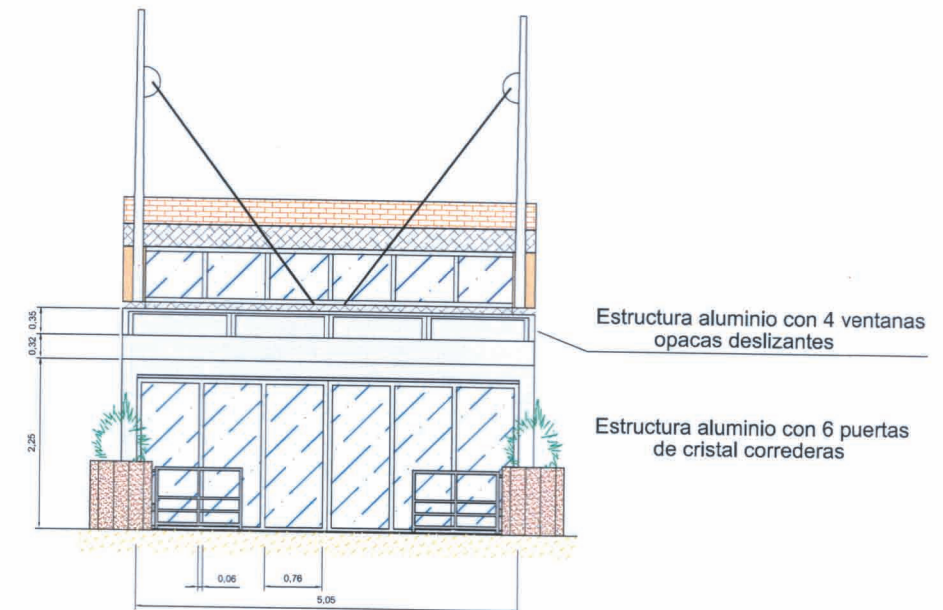 0,35
0,32
2,25
Estructura aluminio con 4 ventanas
opacas deslizantes
Estructura aluminio con 6 puertas
de cristal correderas
0,06
0,76
5,05